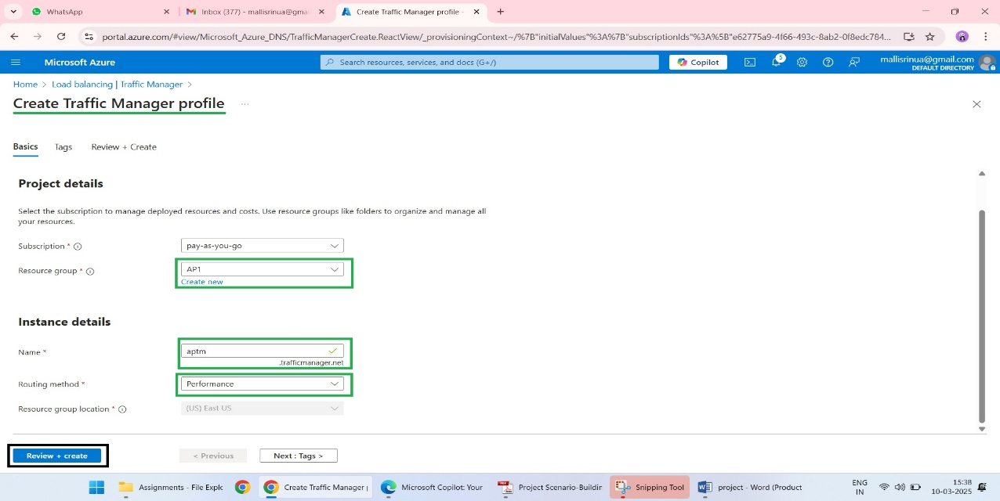 WhatsApp
Inbox (377) - mallisrinua@gmai
Create Traffic Manager profile -
portal.azure.com/#view/Microsoft_Azure_DNS/TrafficManagerCreate.ReactView/_provisioningContext~/%7B"initialValues"%3A%7B"subscriptionIds"%3A%5B"e62775a9-4f66-493c-8ab2-0f8edc784...
Microsoft Azure
Search resources, services, and docs (G+/)
Copilot
5
mallisrinua@gmail.com
DEFAULT DIRECTORY
Home > Load balancing | Traffic Manager >
Create Traffic Manager profile ...
Basics Tags Review + Create
Project details
Select the subscription to manage deployed resources and costs. Use resource groups like folders to organize and manage all
your resources.
Subscription * pay-as-you-go
Resource group * AP1
Create new
Instance details
Name * aptm
.trafficmanager.net
Routing method * Performance
Resource group location * (US) East US
Review + create < Previous Next : Tags >
Assignments - File Explo
Create Traffic Manager p
Microsoft Copilot: Your
Project Scenario-Buildin
Snipping Tool
project - Word (Product
ENG
IN
15:38
10-03-2025